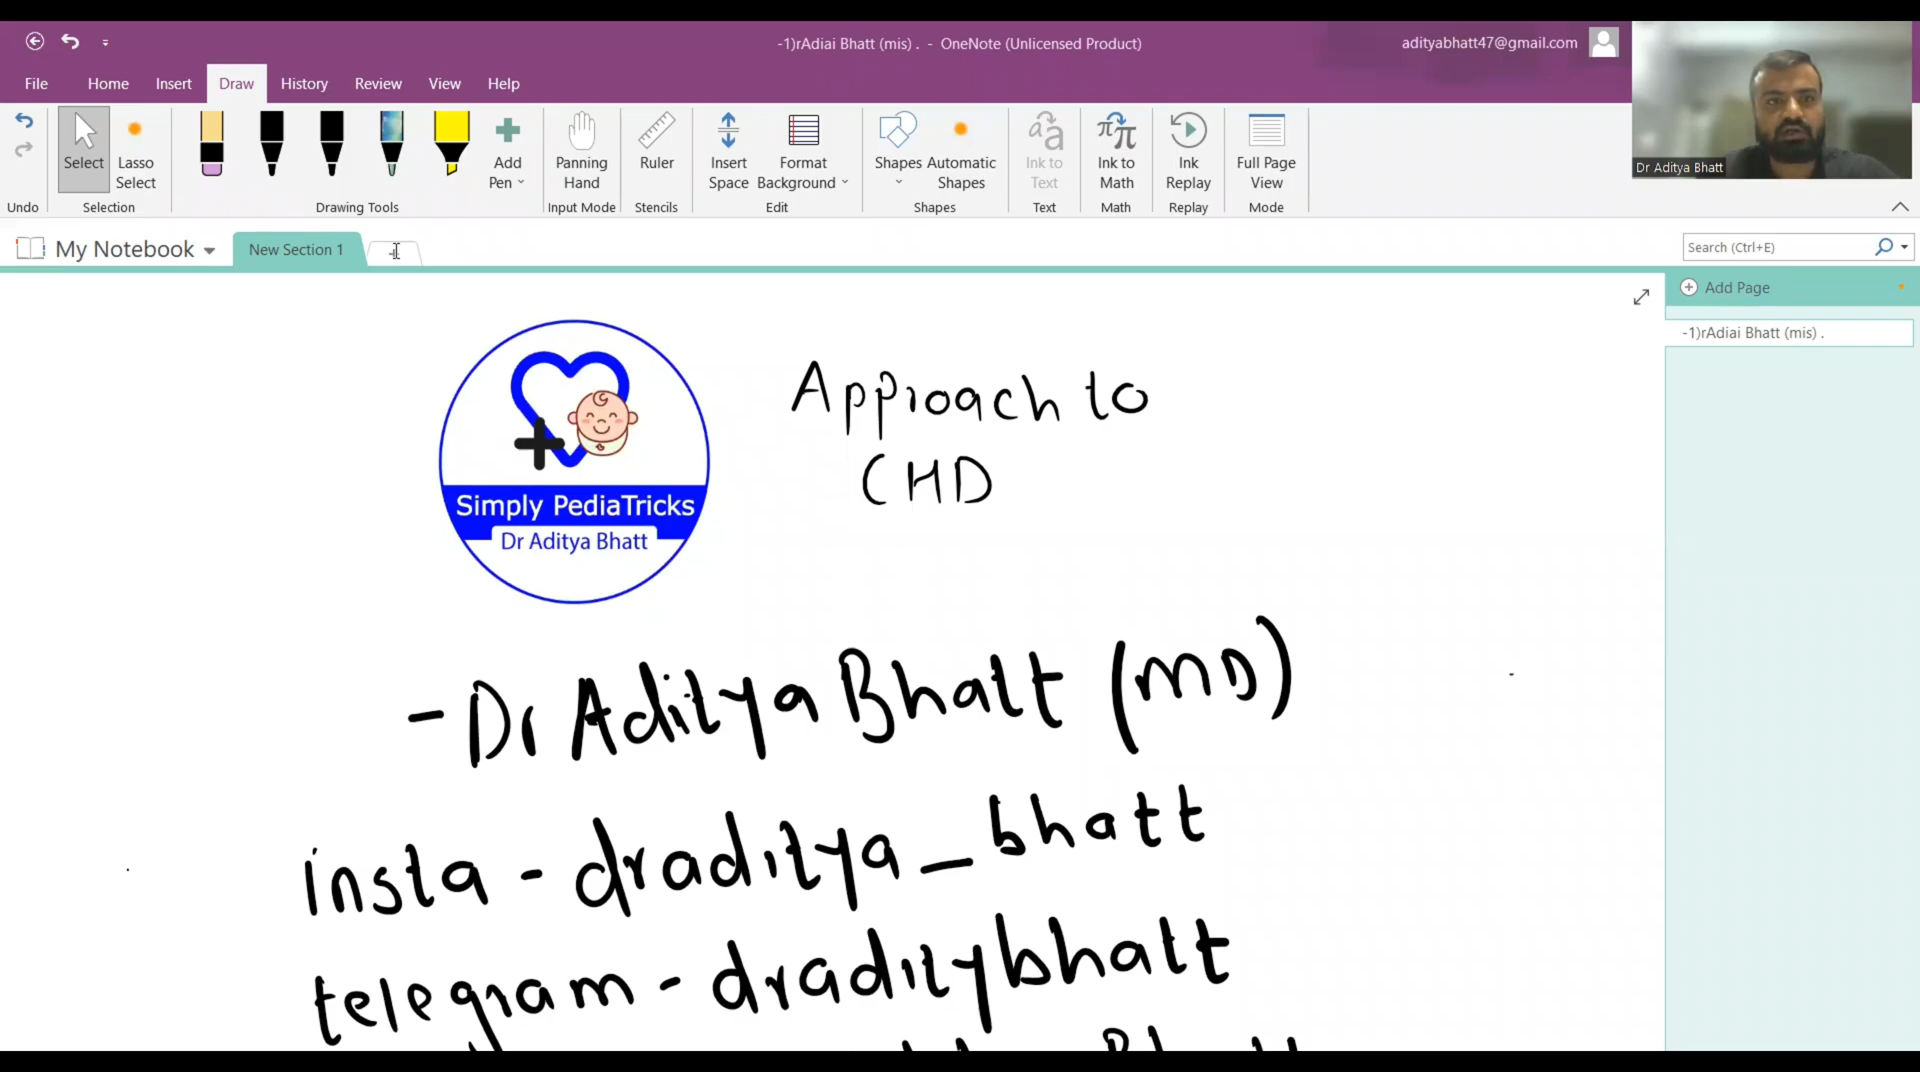 -1)rAdiai Bhatt (mis) . - OneNote (Unlicensed Product)
adityabhatt47@gmail.com
File Home Insert Draw History Review View Help
Undo
Select
Lasso Select
Selection
Drawing Tools
Add Pen
Panning Hand
Input Mode
Ruler
Stencils
Insert Space
Format Background
Edit
Shapes
Automatic Shapes
Shapes
Ink to Text
Text
Ink to Math
Math
Ink Replay
Replay
Full Page View
Mode
Dr Aditya Bhatt
My Notebook
New Section 1
Search (Ctrl+E)
Add Page
-1)rAdiai Bhatt (mis) .
Simply PediaTricks
Dr Aditya Bhatt
Approach to
CHD
- Dr Aditya Bhatt (MD)
insta - draditya_bhatt
telegram - draditybhatt